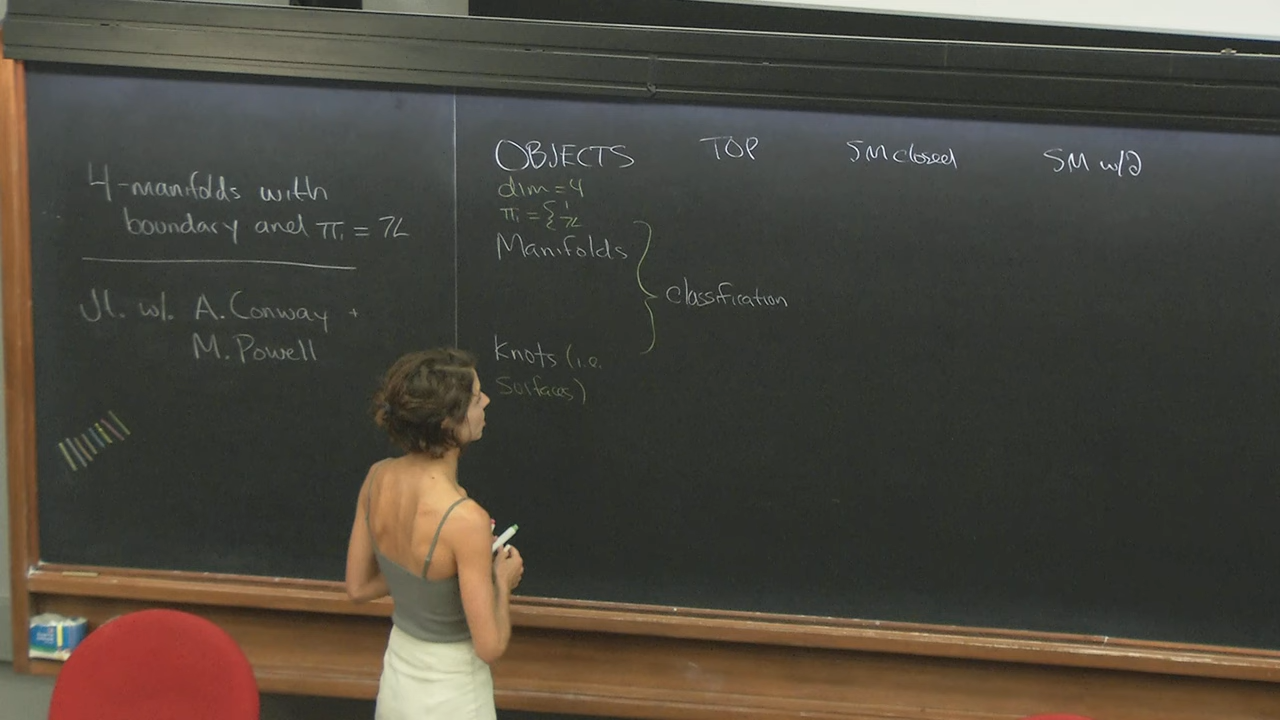 4-manifolds with
boundary and π₁ = ℤ
Jt. w/. A. Conway +
M. Powell
OBJECTS TOP SM closed SM w/∂
dim = 4
π₁ = { 1 ℤ
Manifolds
classification
Knots (i.e.
Surfaces)